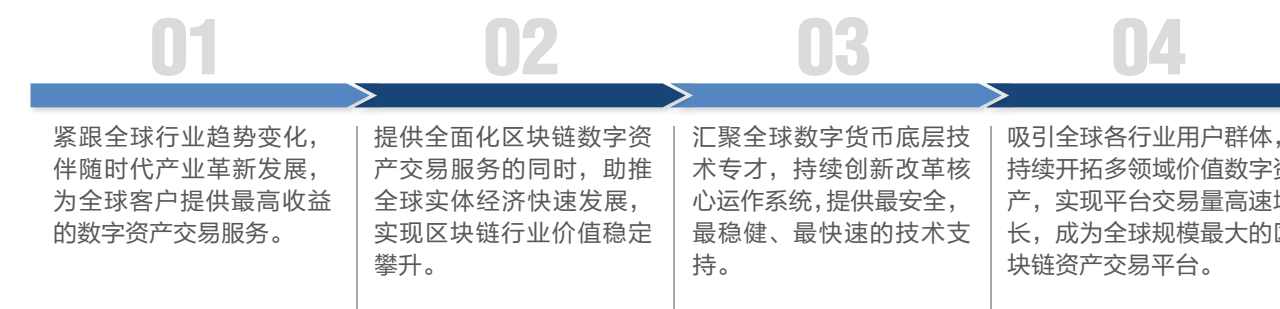 01
紧跟全球行业趋势变化，
伴随时代产业革新发展，
为全球客户提供最高收益
的数字资产交易服务。
02
提供全面化区块链数字资
产交易服务的同时，助推
全球实体经济快速发展，
实现区块链行业价值稳定
攀升。
03
汇聚全球数字货币底层技
术专才，持续创新改革核
心运作系统，提供最安全，
最稳健、最快速的技术支
持。
04
吸引全球各行业用户群体，
持续开拓多领域价值数字资
产，实现平台交易量高速增
长，成为全球规模最大的区
块链资产交易平台。